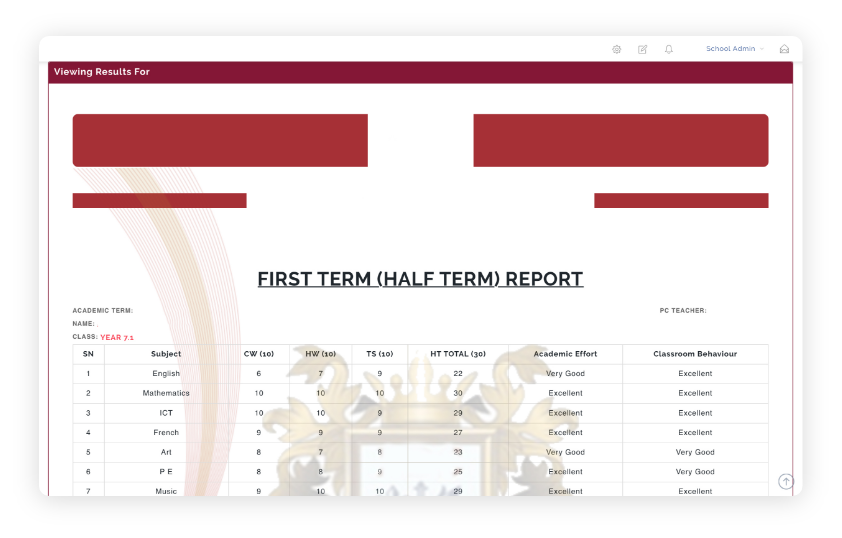 School Admin
Viewing Results For
FIRST TERM (HALF TERM) REPORT
ACADEMIC TERM: PC TEACHER:
NAME:
CLASS: YEAR 7.1
SN Subject CW (10) HW (10) TS (10) HT TOTAL (30) Academic Effort Classroom Behaviour
1 English 6 7 9 22 Very Good Excellent
2 Mathematics 10 10 10 30 Excellent Excellent
3 ICT 10 10 9 29 Excellent Excellent
4 French 9 9 9 27 Excellent Excellent
5 Art 8 7 8 23 Very Good Very Good
6 P E 8 8 9 25 Excellent Very Good
7 Music 9 10 10 29 Excellent Excellent